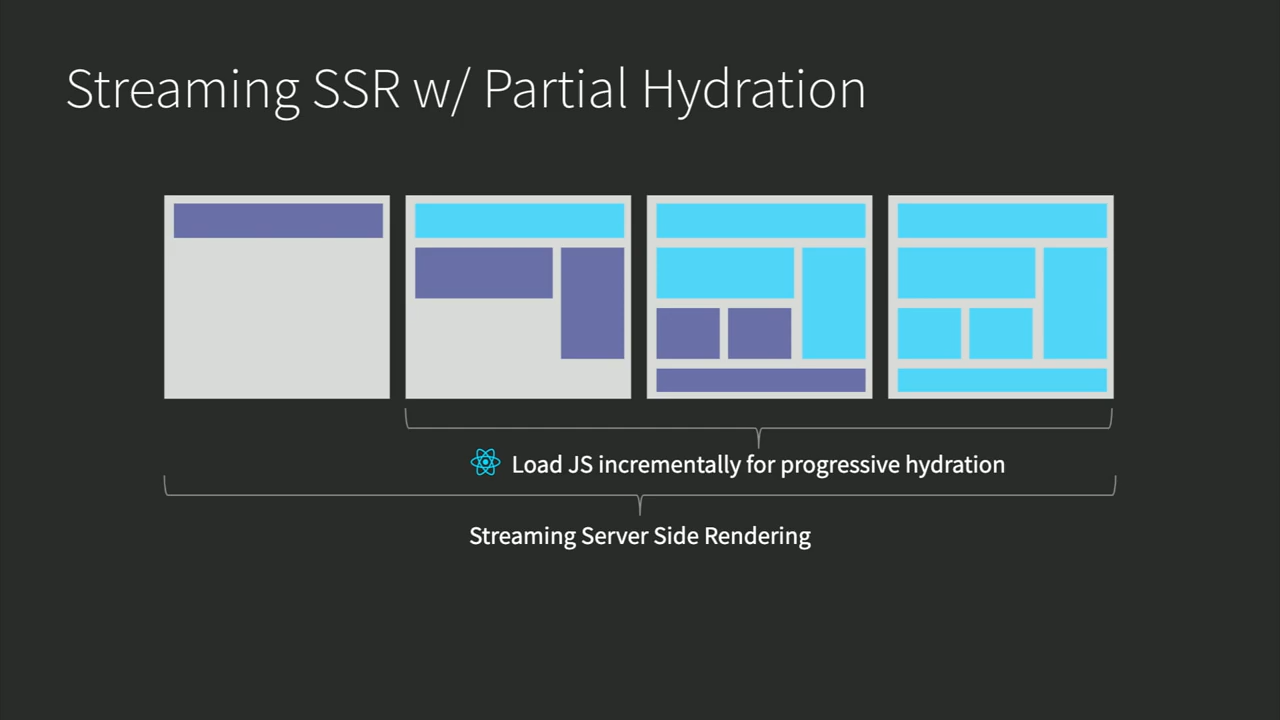 Streaming SSR w/ Partial Hydration
Load JS incrementally for progressive hydration
Streaming Server Side Rendering